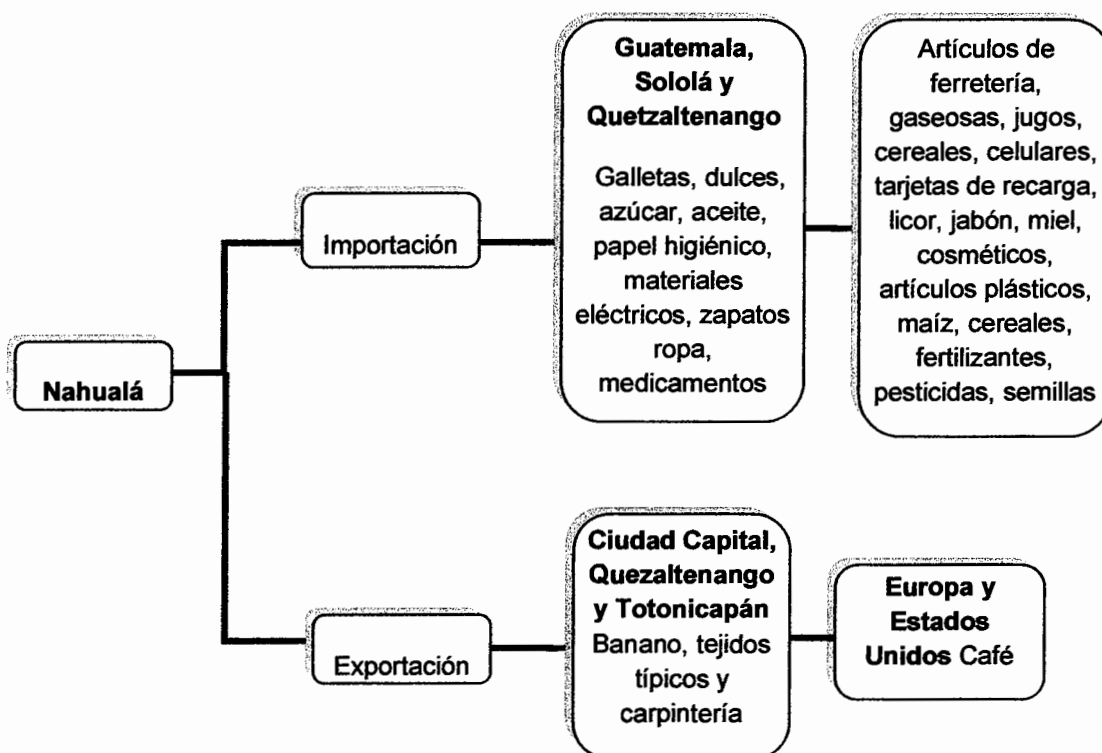 Nahualá
Importación
Guatemala,
Sololá y
Quetzaltenango
Galletas, dulces,
azúcar, aceite,
papel higiénico,
materiales
eléctricos, zapatos
ropa,
medicamentos
Artículos de
ferretería,
gaseosas, jugos,
cereales, celulares,
tarjetas de recarga,
licor, jabón, miel,
cosméticos,
artículos plásticos,
maíz, cereales,
fertilizantes,
pesticidas, semillas
Exportación
Ciudad Capital,
Quezaltenango
y Totonicapán
Banano, tejidos
típicos y
carpintería
Europa y
Estados
Unidos Café